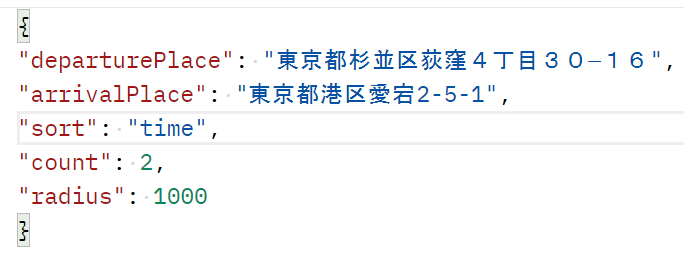 {
"departurePlace": "東京都杉並区荻窪４丁目３０−１６",
"arrivalPlace": "東京都港区愛宕2-5-1",
"sort": "time",
"count": 2,
"radius": 1000
}